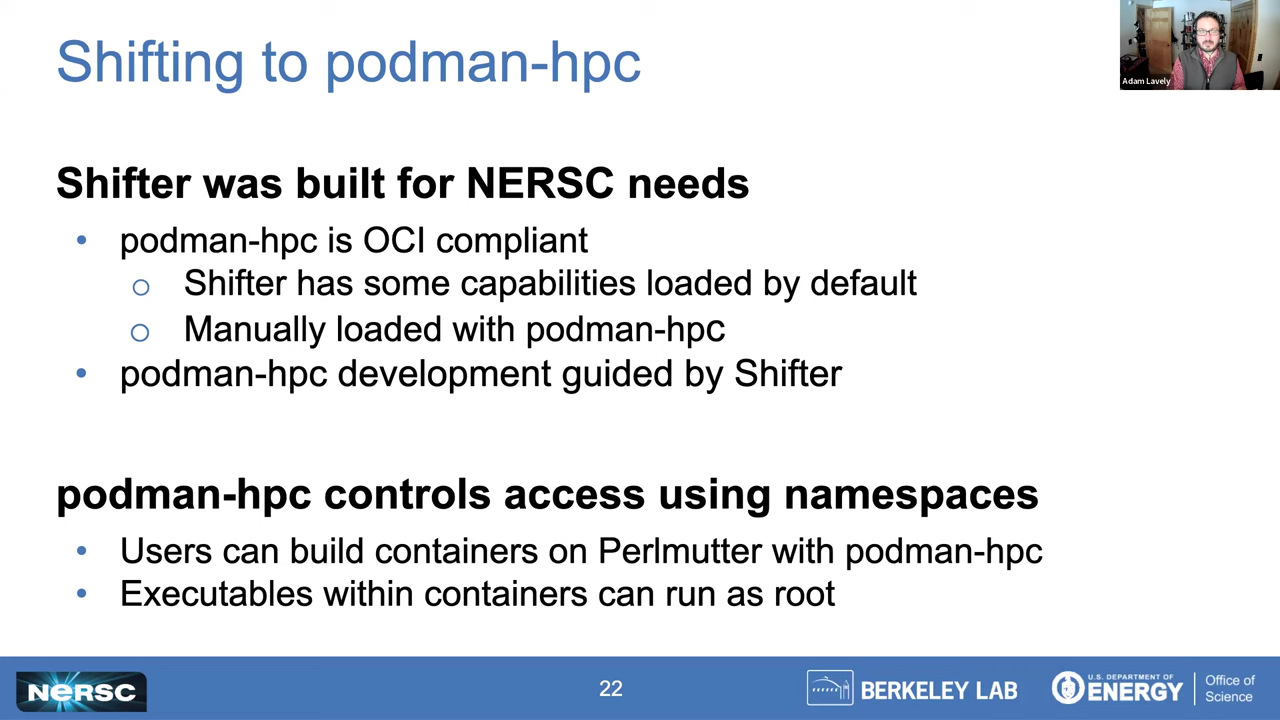 Shifting to podman-hpc
Adam Lavely
Shifter was built for NERSC needs
• podman-hpc is OCI compliant
○ Shifter has some capabilities loaded by default
○ Manually loaded with podman-hpc
• podman-hpc development guided by Shifter
podman-hpc controls access using namespaces
• Users can build containers on Perlmutter with podman-hpc
• Executables within containers can run as root
NERSC
22
BERKELEY LAB
U.S. DEPARTMENT OF
ENERGY
Office of
Science